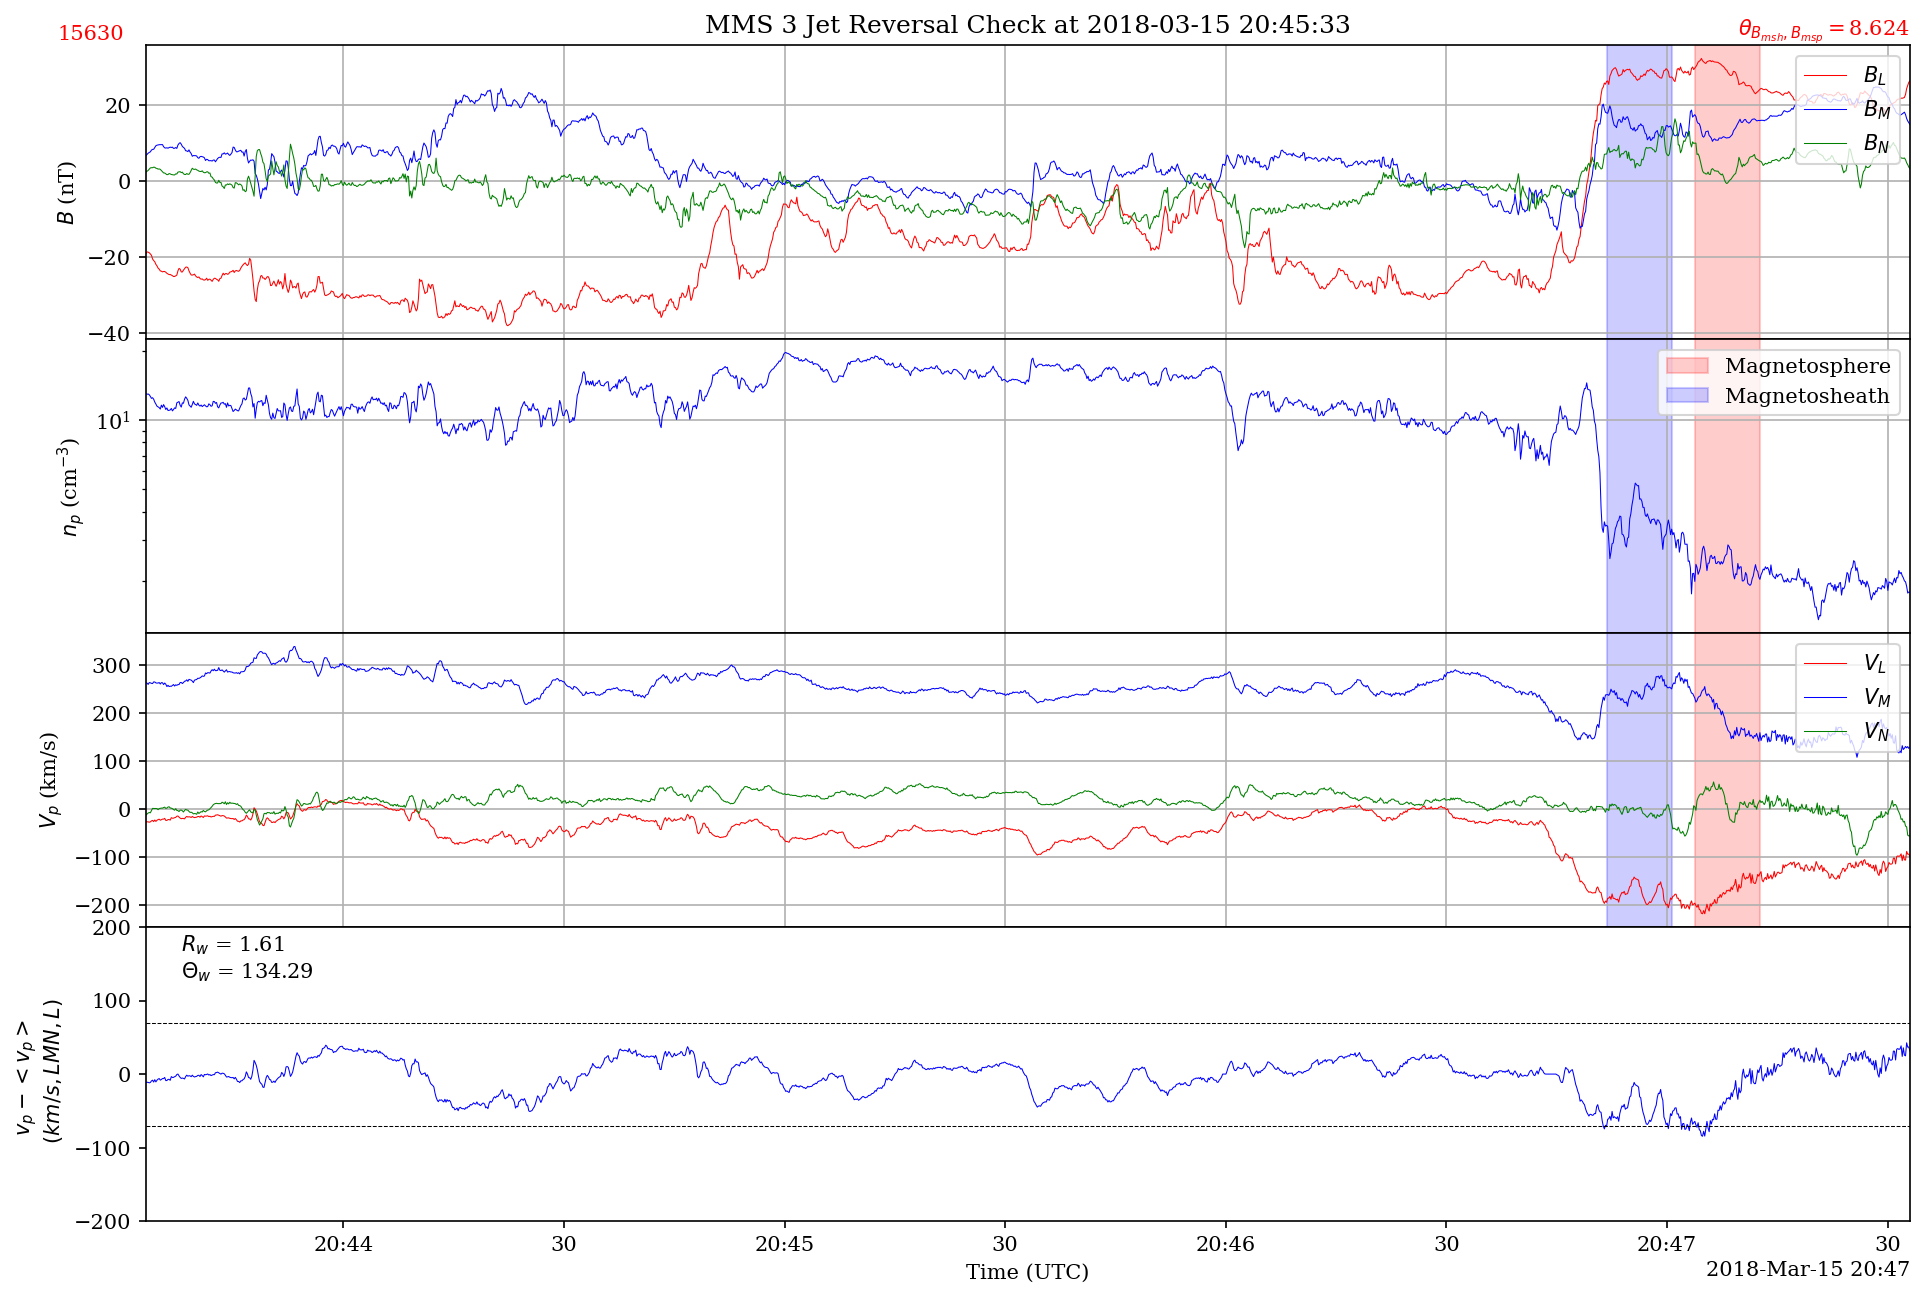 MMS 3 Jet Reversal Check at 2018-03-15 20:45:33
15630
θ_{B_{msh}, B_{msp}} = 8.624
20
0
−20
−40
B (nT)
B_L
B_M
B_N
10^1
n_p (cm^{−3})
Magnetosphere
Magnetosheath
300
200
100
0
−100
−200
V_p (km/s)
V_L
V_M
V_N
200
100
0
−100
−200
v_p − < v_p >
(km/s, LMN, L)
R_w = 1.61
Θ_w = 134.29
20:44
30
20:45
30
20:46
30
20:47
30
Time (UTC)
2018-Mar-15 20:47